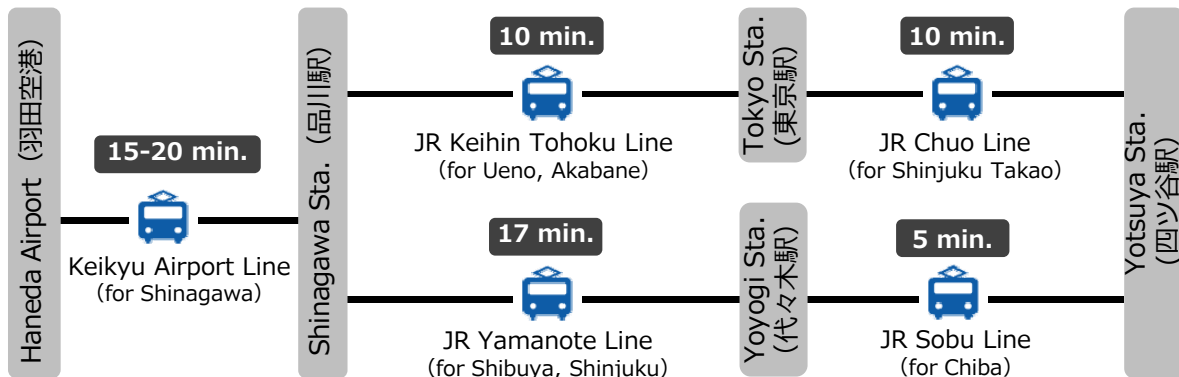 Haneda Airport (羽田空港)
15-20 min.
Keikyu Airport Line
(for Shinagawa)
Shinagawa Sta. (品川駅)
10 min.
JR Keihin Tohoku Line
(for Ueno, Akabane)
Tokyo Sta.
(東京駅)
10 min.
JR Chuo Line
(for Shinjuku Takao)
17 min.
JR Yamanote Line
(for Shibuya, Shinjuku)
Yoyogi Sta.
(代々木駅)
5 min.
JR Sobu Line
(for Chiba)
Yotsuya Sta.
(四ツ谷駅)